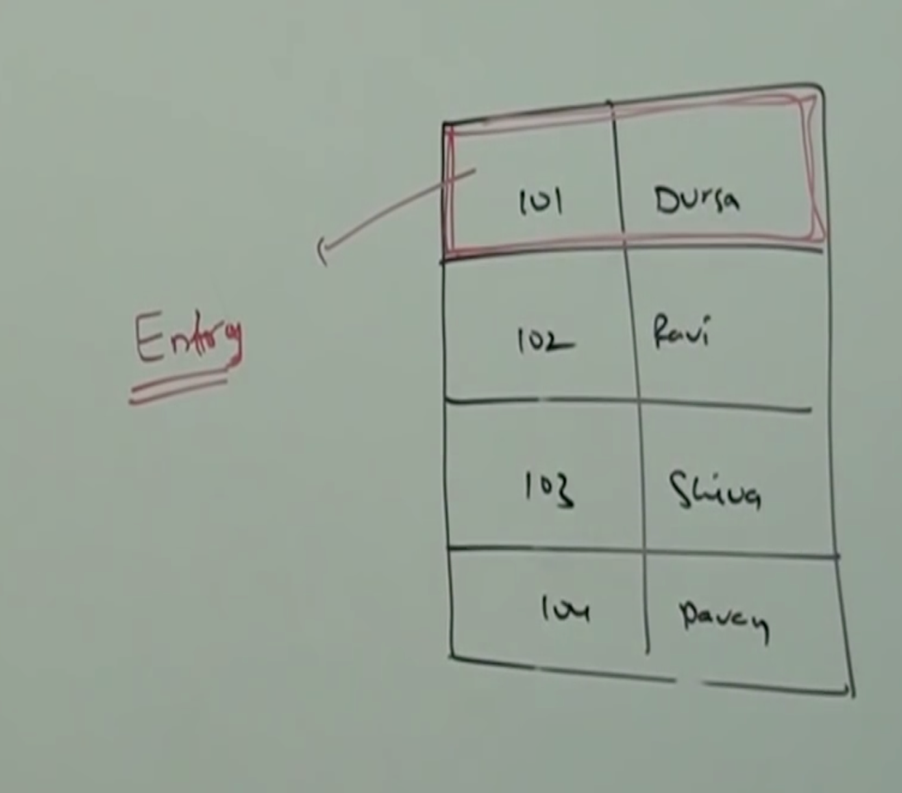 101 Durga
Entry
102 Ravi
103 Shiva
104 Pavan